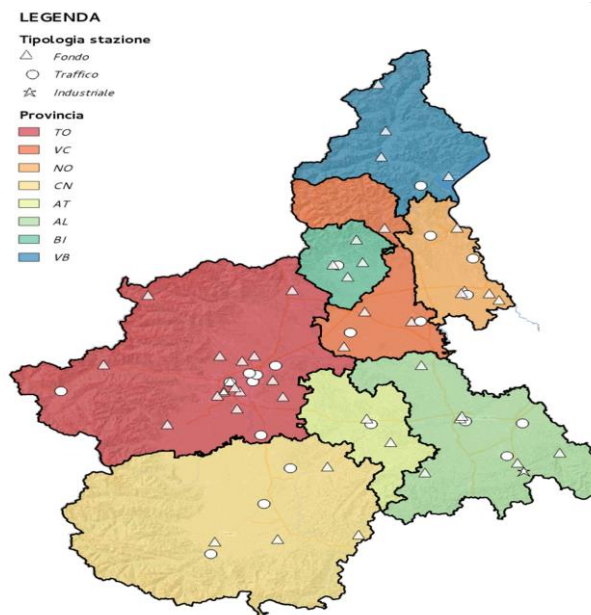 LEGENDA
Tipologia stazione
Fondo
Traffico
Industriale
Provincia
TO
VC
NO
CN
AT
AL
BI
VB